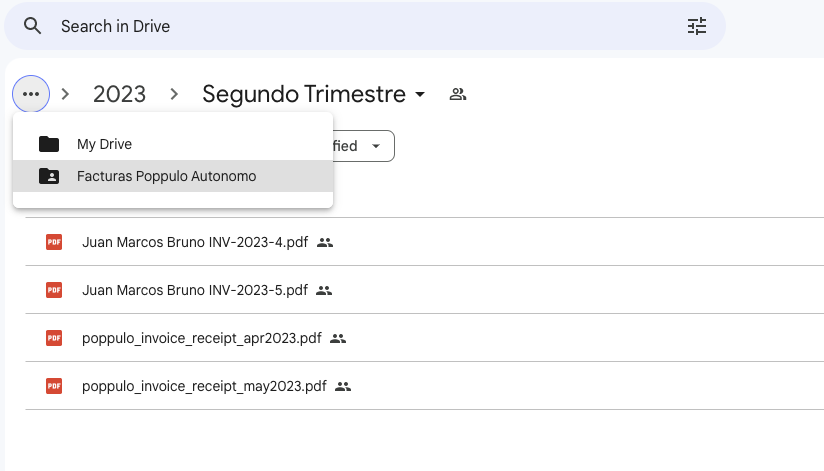 Search in Drive
... > 2023 > Segundo Trimestre
My Drive
fied
Facturas Poppulo Autonomo
PDF Juan Marcos Bruno INV-2023-4.pdf
PDF Juan Marcos Bruno INV-2023-5.pdf
PDF poppulo_invoice_receipt_apr2023.pdf
PDF poppulo_invoice_receipt_may2023.pdf